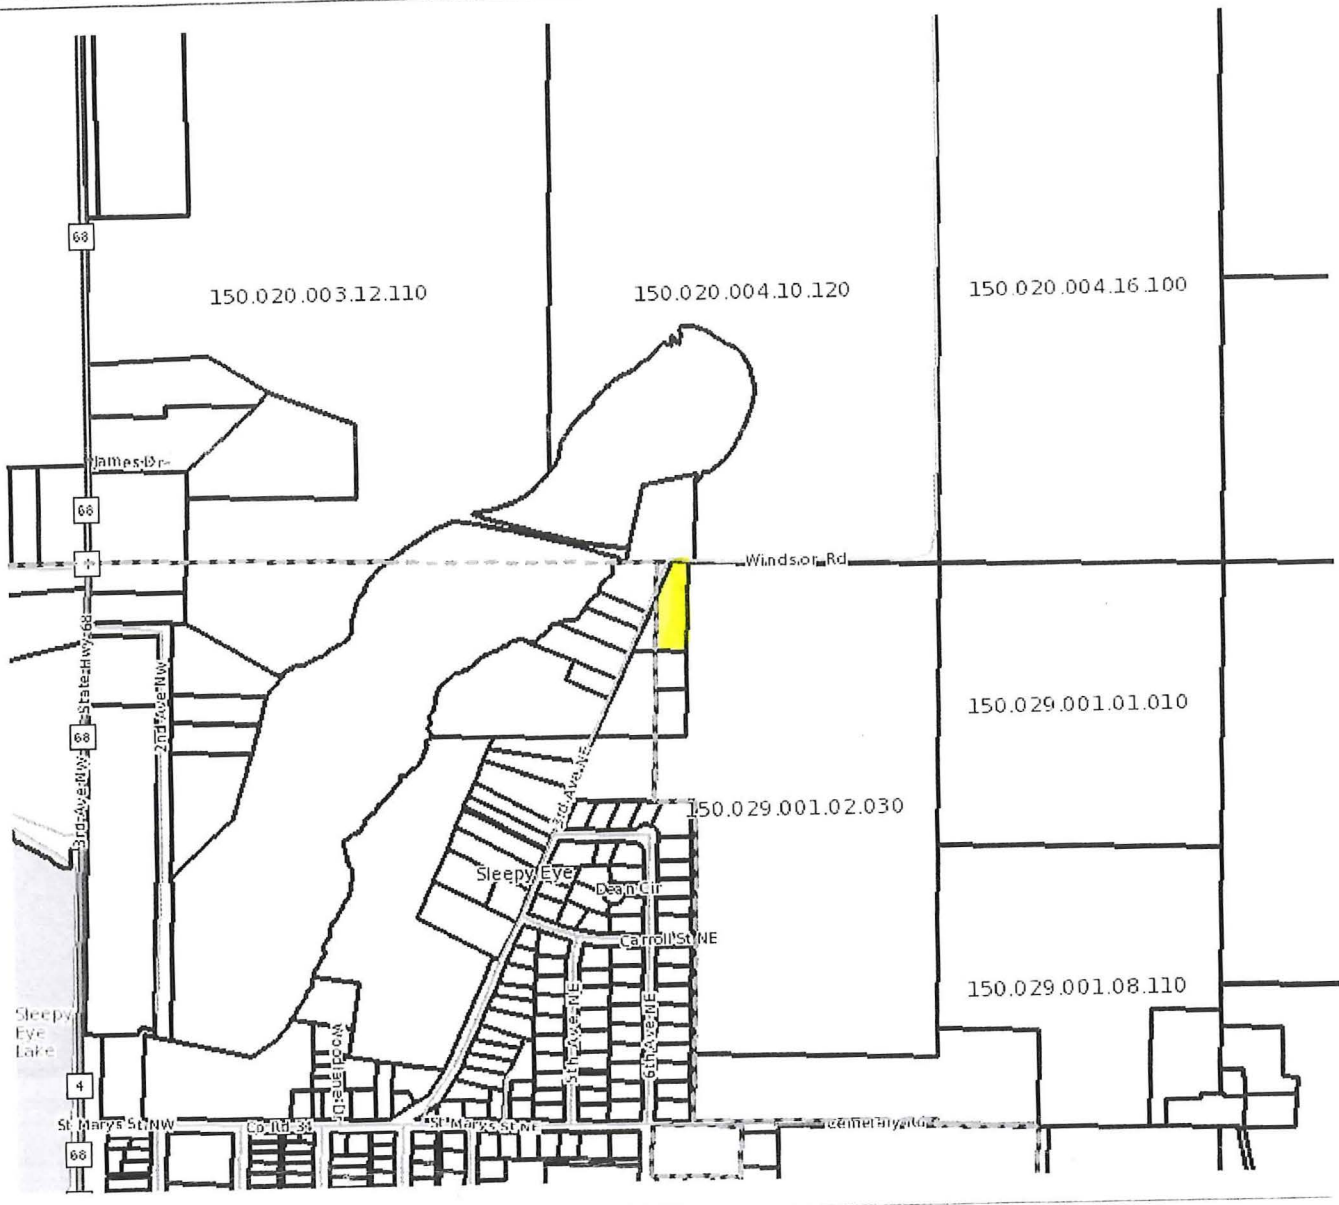 68
150.020.003.12.110
150.020.004.10.120
150.020.004.16.100
James Dr
68
Windsor Rd
State Hwy 68
2nd Ave NW
150.029.001.01.010
68
3rd Ave NW
3rd Ave NE
150.029.001.02.030
Sleepy Eye
Dean Cir
Carroll St NE
150.029.001.08.110
5th Ave NE
6th Ave NE
Sleepy
Eye
Lake
4
St Marys St NW
Co Rd 34
St Marys St NE
Cemetary Rd
68